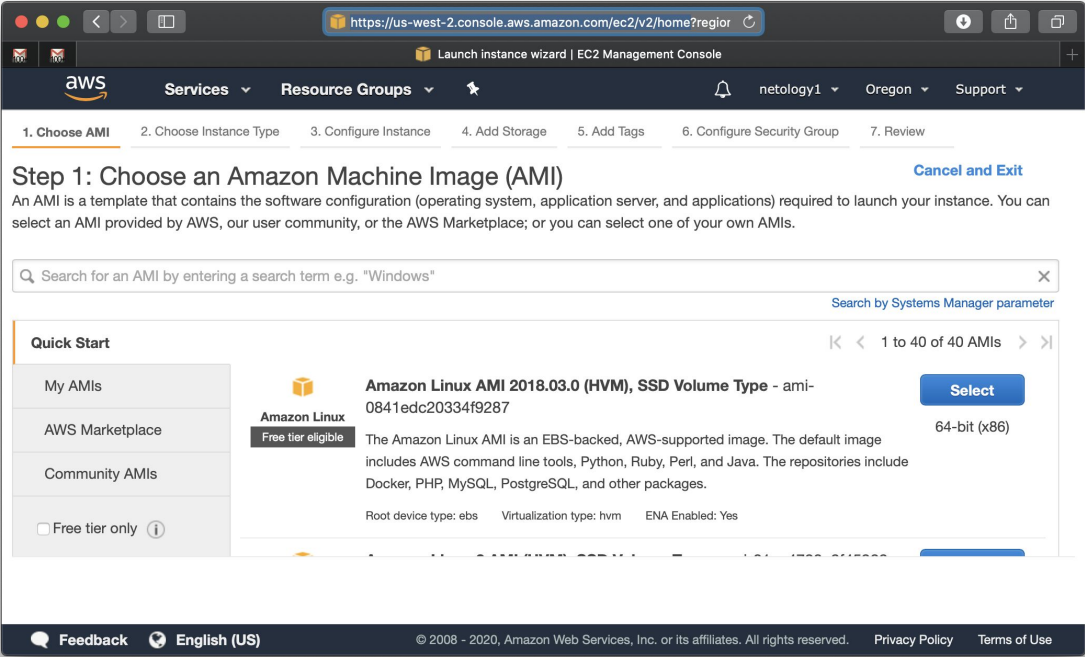 https://us-west-2.console.aws.amazon.com/ec2/v2/home?region
Launch instance wizard | EC2 Management Console
aws Services Resource Groups netology1 Oregon Support
1. Choose AMI 2. Choose Instance Type 3. Configure Instance 4. Add Storage 5. Add Tags 6. Configure Security Group 7. Review
Step 1: Choose an Amazon Machine Image (AMI)
Cancel and Exit
An AMI is a template that contains the software configuration (operating system, application server, and applications) required to launch your instance. You can
select an AMI provided by AWS, our user community, or the AWS Marketplace; or you can select one of your own AMIs.
Search for an AMI by entering a search term e.g. "Windows"
Search by Systems Manager parameter
Quick Start
1 to 40 of 40 AMIs
My AMIs
AWS Marketplace
Community AMIs
Free tier only
Amazon Linux
Free tier eligible
Amazon Linux AMI 2018.03.0 (HVM), SSD Volume Type - ami-
0841edc20334f9287
The Amazon Linux AMI is an EBS-backed, AWS-supported image. The default image
includes AWS command line tools, Python, Ruby, Perl, and Java. The repositories include
Docker, PHP, MySQL, PostgreSQL, and other packages.
Root device type: ebs Virtualization type: hvm ENA Enabled: Yes
Select
64-bit (x86)
Feedback English (US) © 2008 - 2020, Amazon Web Services, Inc. or its affiliates. All rights reserved. Privacy Policy Terms of Use